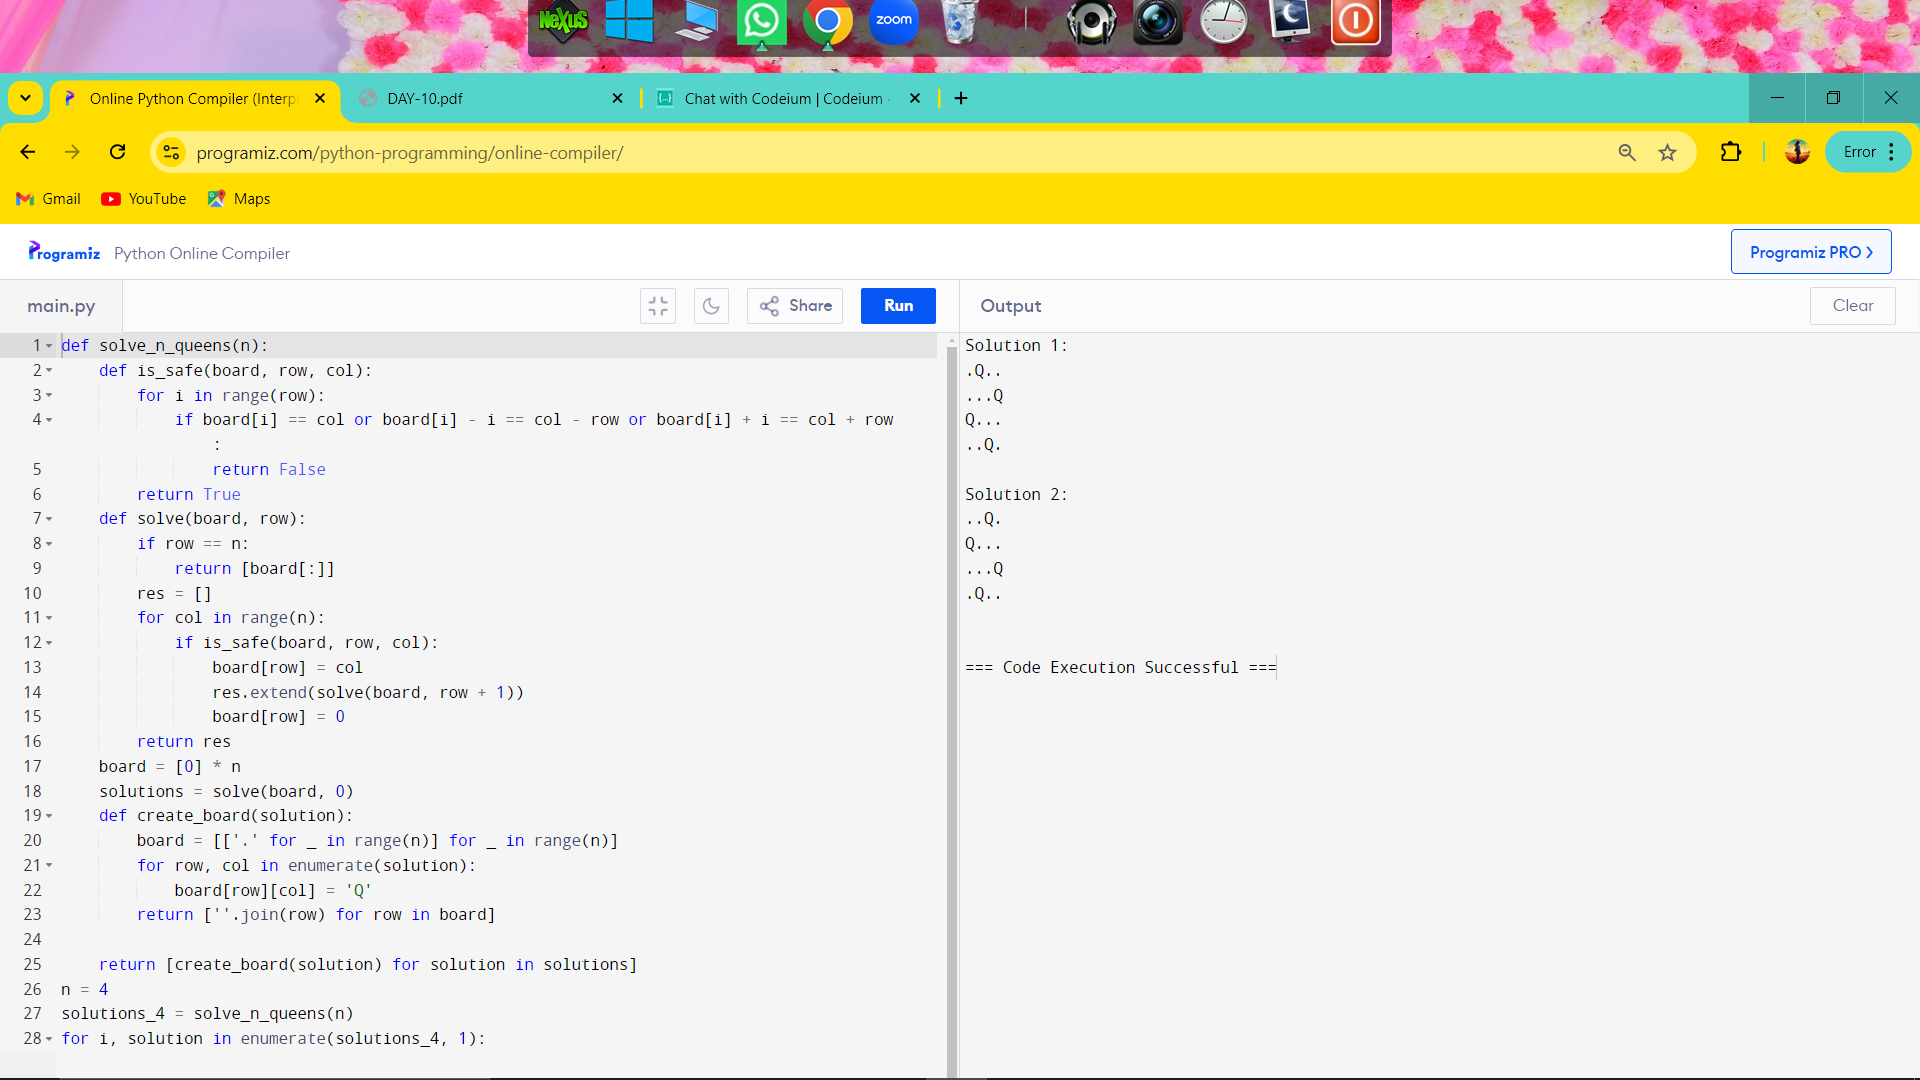 NeXuS
zoom
Online Python Compiler (Interp
DAY-10.pdf
Chat with Codeium | Codeium
programiz.com/python-programming/online-compiler/
Error
Gmail
YouTube
Maps
Programiz
Python Online Compiler
Programiz PRO >
main.py
Share
Run
Output
Clear
1 def solve_n_queens(n):
2     def is_safe(board, row, col):
3         for i in range(row):
4             if board[i] == col or board[i] - i == col - row or board[i] + i == col + row
:
5                 return False
6         return True
7     def solve(board, row):
8         if row == n:
9             return [board[:]]
10         res = []
11         for col in range(n):
12             if is_safe(board, row, col):
13                 board[row] = col
14                 res.extend(solve(board, row + 1))
15                 board[row] = 0
16         return res
17     board = [0] * n
18     solutions = solve(board, 0)
19     def create_board(solution):
20         board = [['.' for _ in range(n)] for _ in range(n)]
21         for row, col in enumerate(solution):
22             board[row][col] = 'Q'
23         return [''.join(row) for row in board]
24
25     return [create_board(solution) for solution in solutions]
26 n = 4
27 solutions_4 = solve_n_queens(n)
28 for i, solution in enumerate(solutions_4, 1):
Solution 1:
.Q..
...Q
Q...
..Q.
Solution 2:
..Q.
Q...
...Q
.Q..
=== Code Execution Successful ===